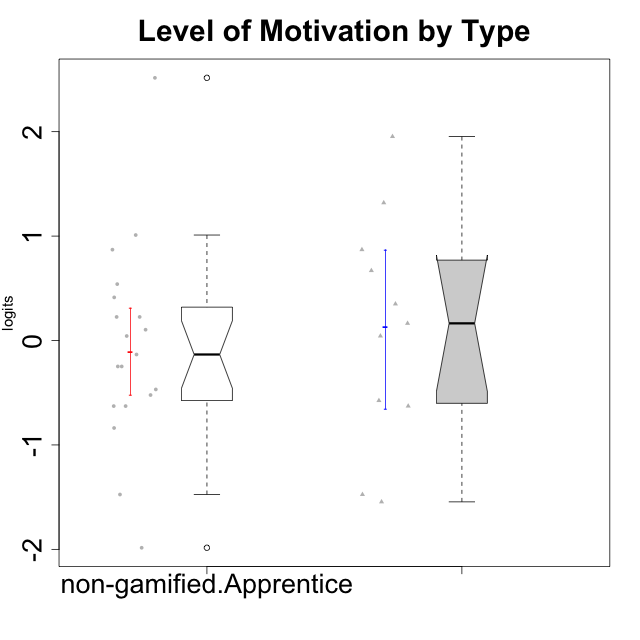 Level of Motivation by Type
2
1
0
-1
-2
logits
non-gamified.Apprentice